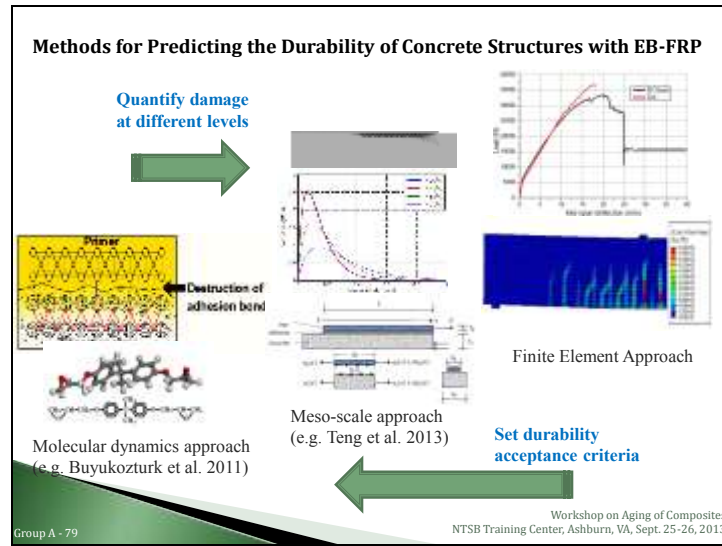 Methods for Predicting the Durability of Concrete Structures with EB-FRP
Quantify damage
at different levels
Primer
Destruction of
adhesion bond
Finite Element Approach
Meso-scale approach
(e.g. Teng et al. 2013)
Molecular dynamics approach
(e.g. Buyukozturk et al. 2011)
Set durability
acceptance criteria
Group A - 79
Workshop on Aging of Composites
NTSB Training Center, Ashburn, VA, Sept. 25-26, 2013